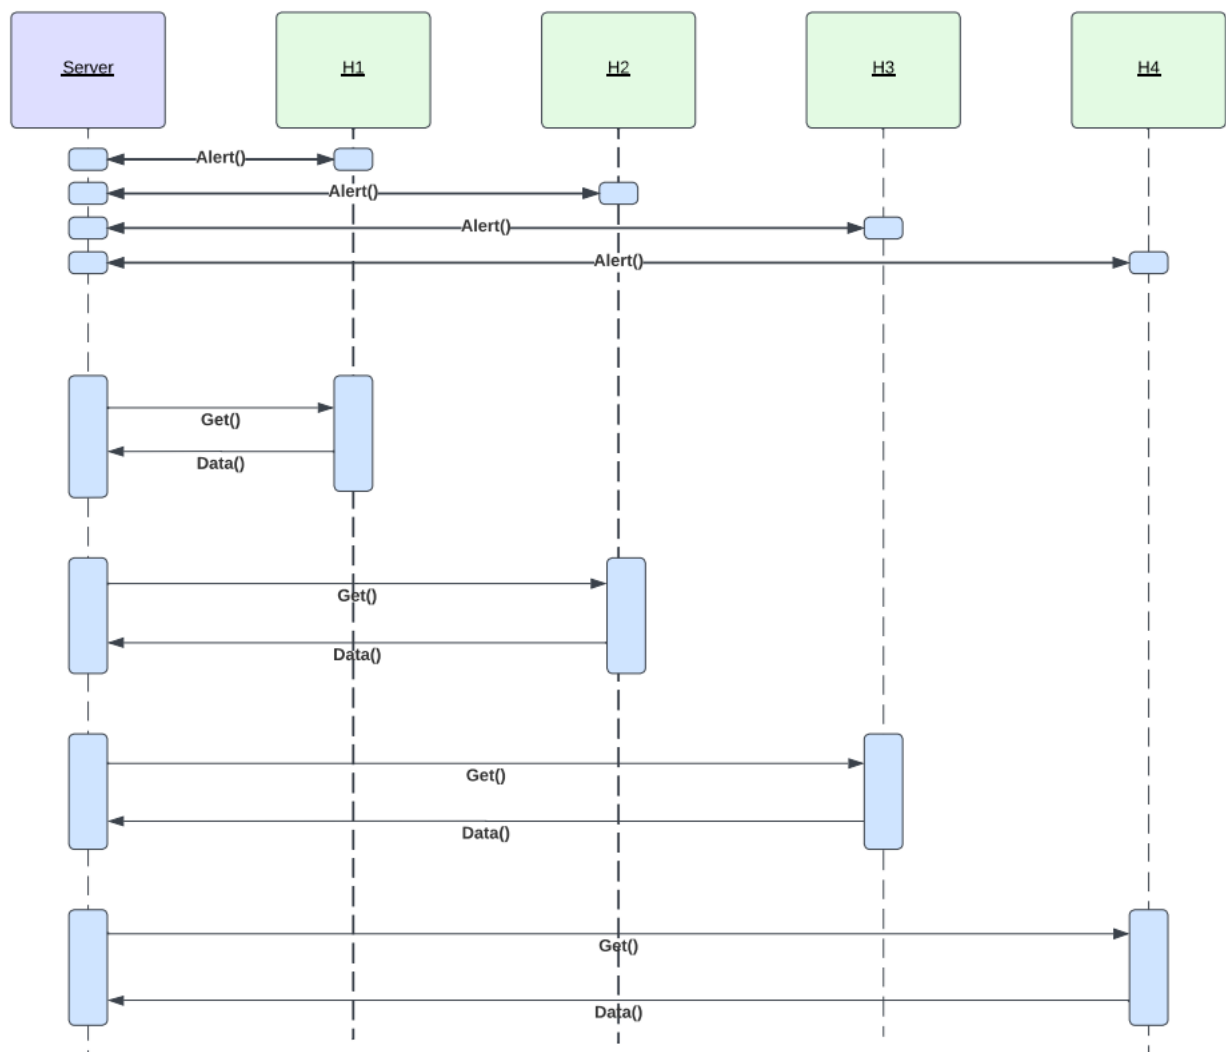 Server
H1
H2
H3
H4
Alert()
Alert()
Alert()
Alert()
Get()
Data()
Get()
Data()
Get()
Data()
Get()
Data()